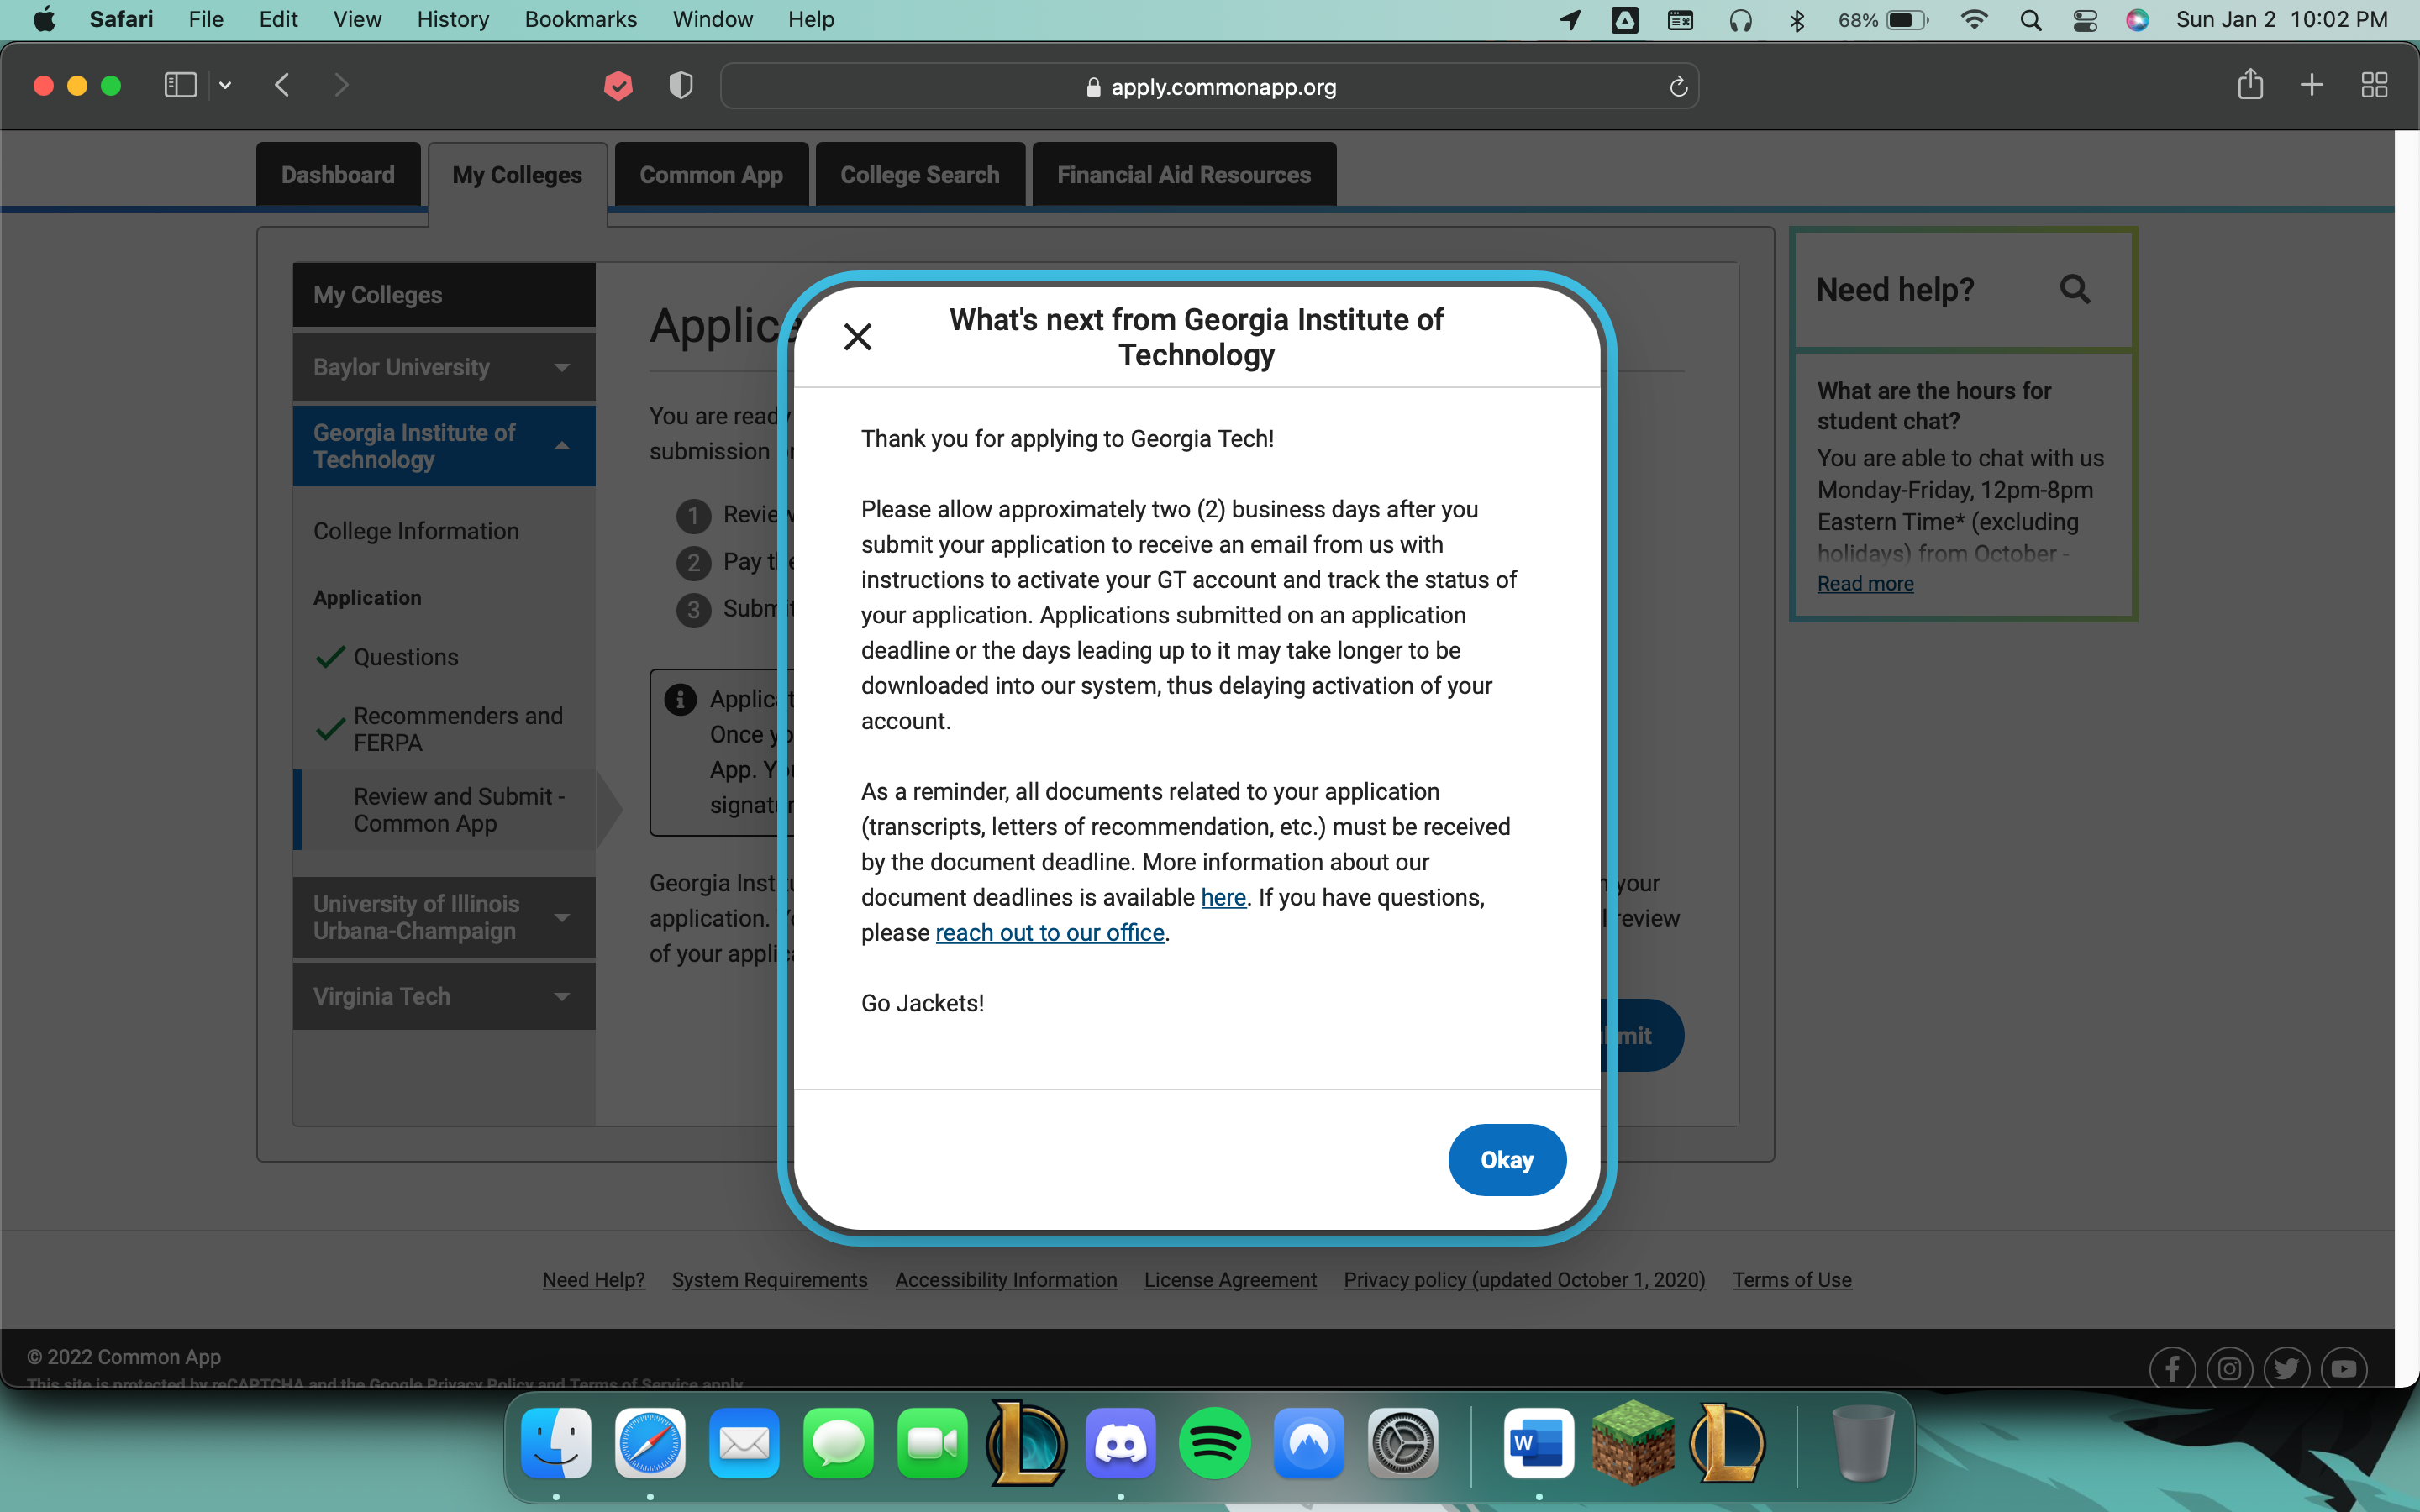 Safari File Edit View History Bookmarks Window Help 68% Sun Jan 2 10:02 PM
apply.commonapp.org
Dashboard My Colleges Common App College Search Financial Aid Resources
My Colleges
Baylor University
Georgia Institute of
Technology
College Information
Application
Questions
Recommenders and
FERPA
Review and Submit -
Common App
University of Illinois
Urbana-Champaign
Virginia Tech
You are ready
submission
1
2 Pay
3
App.
Georgia
application.
of your
your
review
What's next from Georgia Institute of
Technology
Thank you for applying to Georgia Tech!
Please allow approximately two (2) business days after you
submit your application to receive an email from us with
instructions to activate your GT account and track the status of
your application. Applications submitted on an application
deadline or the days leading up to it may take longer to be
downloaded into our system, thus delaying activation of your
account.
As a reminder, all documents related to your application
(transcripts, letters of recommendation, etc.) must be received
by the document deadline. More information about our
document deadlines is available here. If you have questions,
please reach out to our office.
Go Jackets!
Okay
Need help?
What are the hours for
student chat?
You are able to chat with us
Monday-Friday, 12pm-8pm
Eastern Time* (excluding
holidays) from October -
Read more
Need Help? System Requirements Accessibility Information License Agreement Privacy policy (updated October 1, 2020) Terms of Use
© 2022 Common App
This site is protected by reCAPTCHA and the Google Privacy Policy and Terms of Service apply
W